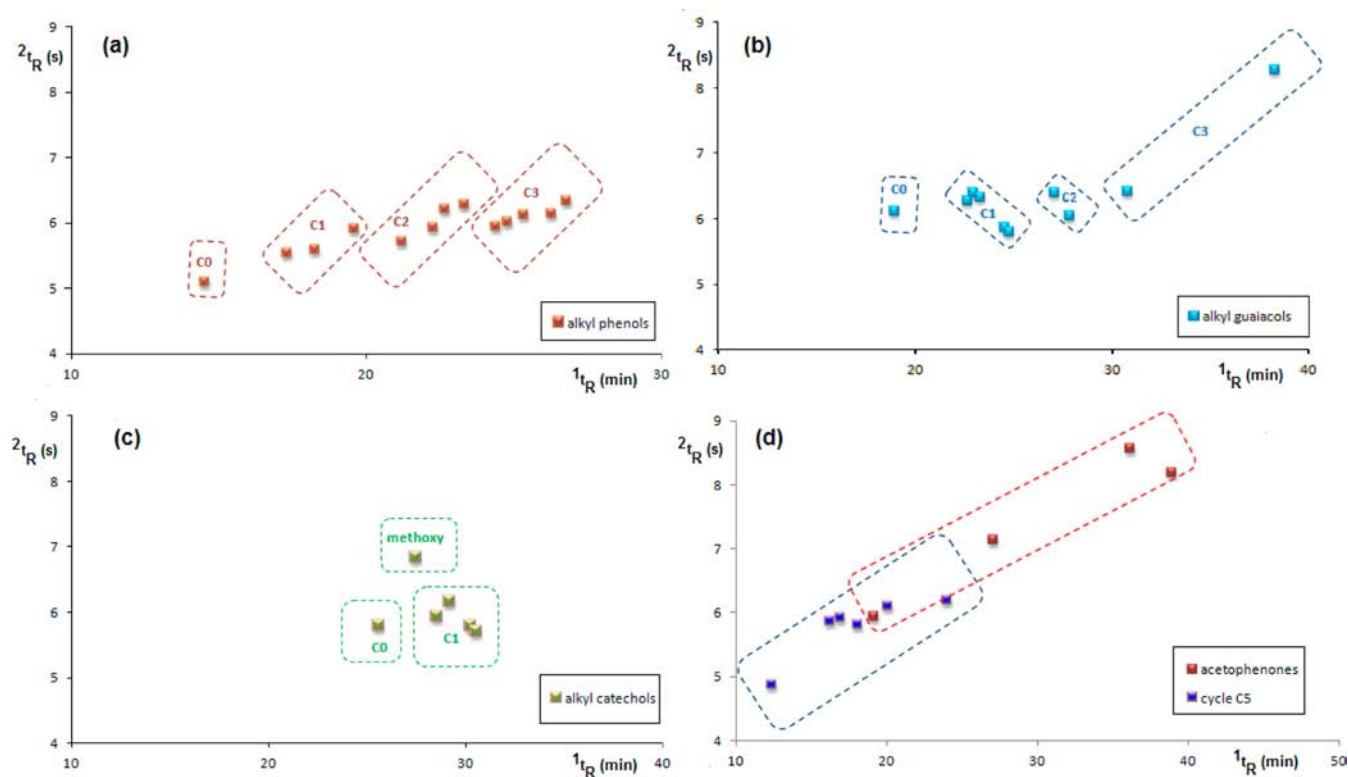 (a)
²tR (s)
9
8
7
6
5
4
C0
C1
C2
C3
alkyl phenols
10 20 30
¹tR (min)
(b)
²tR (s)
9
8
7
6
5
4
C0
C1
C2
C3
alkyl guaiacols
10 20 30 40
¹tR (min)
(c)
²tR (s)
9
8
7
6
5
4
methoxy
C0
C1
alkyl catechols
10 20 30 40
¹tR (min)
(d)
²tR (s)
9
8
7
6
5
4
acetophenones
cycle C5
10 20 30 40 50
¹tR (min)